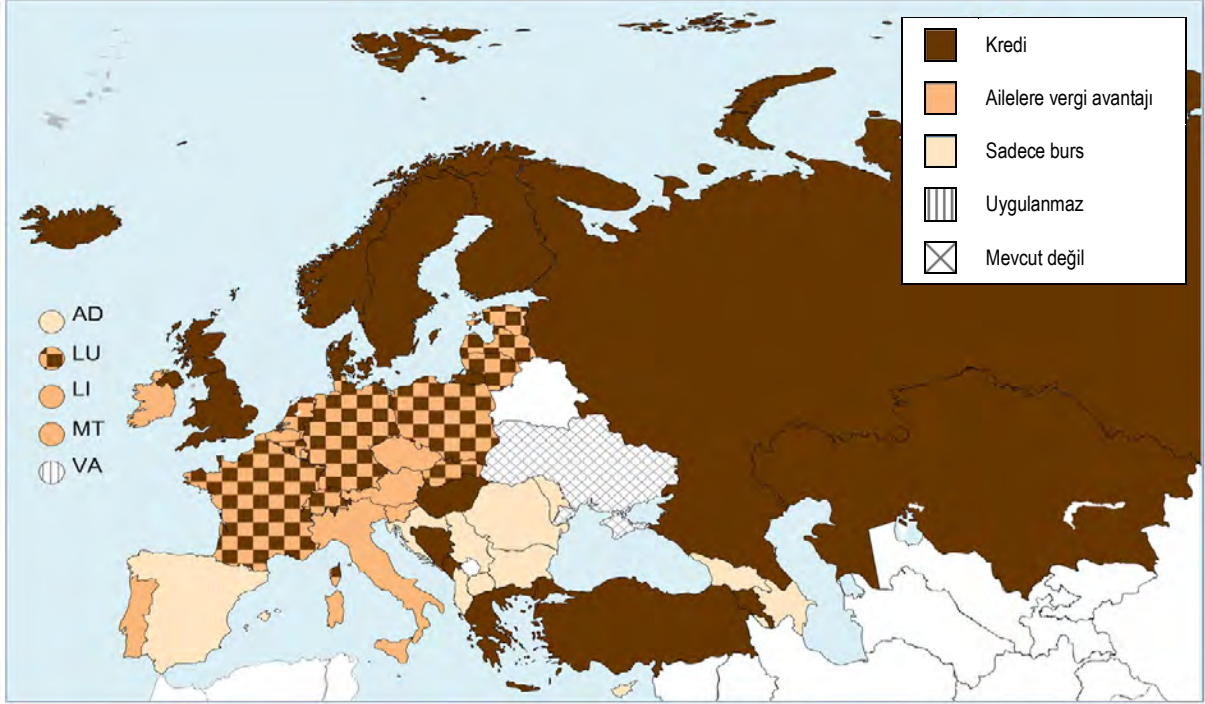 Kredi
Ailelere vergi avantajı
Sadece burs
Uygulanmaz
Mevcut değil
AD
LU
LI
MT
VA